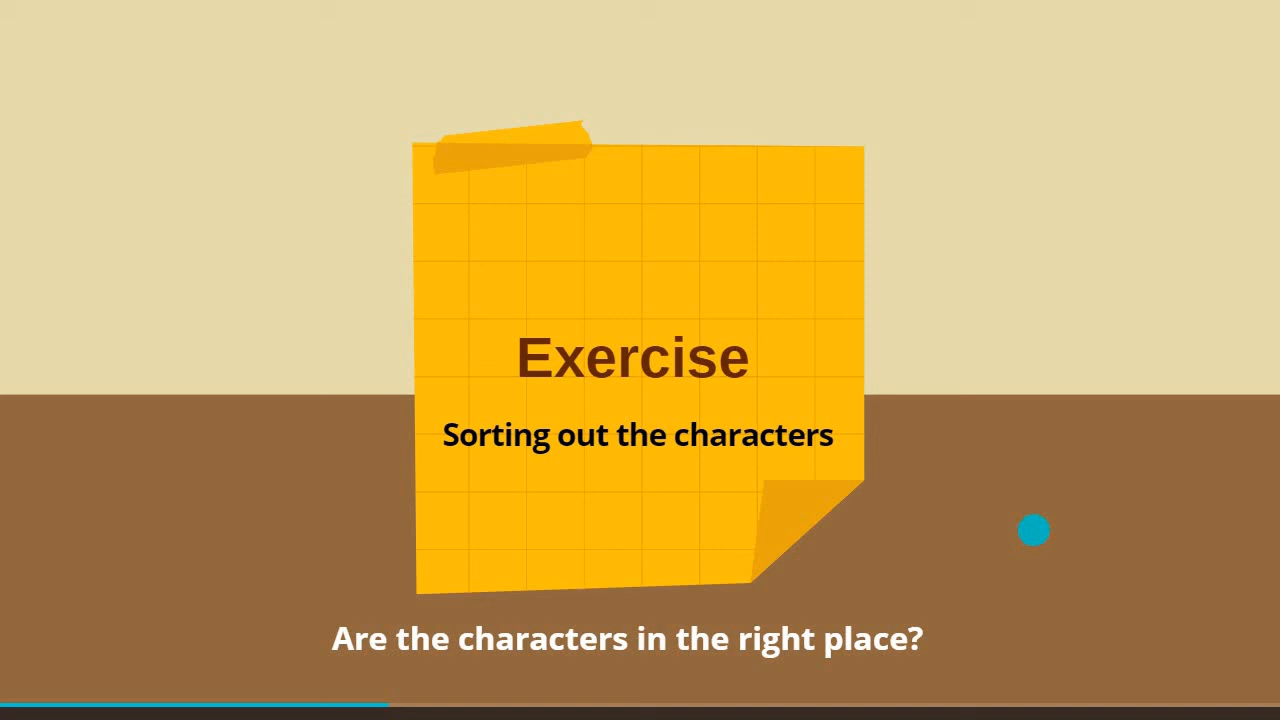 Exercise
Sorting out the characters
Are the characters in the right place?